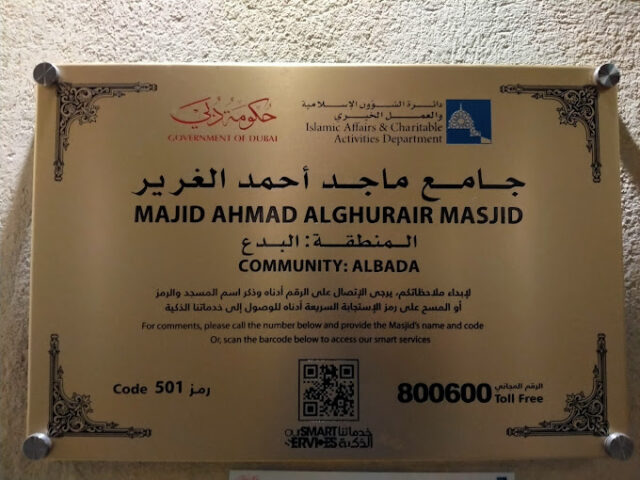 حكومة دبي
GOVERNMENT OF DUBAI
دائرة الشؤون الإسلامية
والعمل الخيري
Islamic Affairs & Charitable
Activities Department
جامع ماجد أحمد الغرير
MAJID AHMAD ALGHURAIR MASJID
المنطقة: البدع
COMMUNITY: ALBADA
لإبداء ملاحظاتكم، يرجى الإتصال على الرقم أدناه وذكر اسم المسجد والرمز
أو المسح على رمز الإستجابة السريعة أدناه للوصول إلى خدماتنا الذكية
For comments, please call the number below and provide the Masjid's name and code
Or, scan the barcode below to access our smart services
Code 501 رمز
800600 الرقم المجاني
Toll Free
ourSMART خدماتنا
SERVICES الذكية